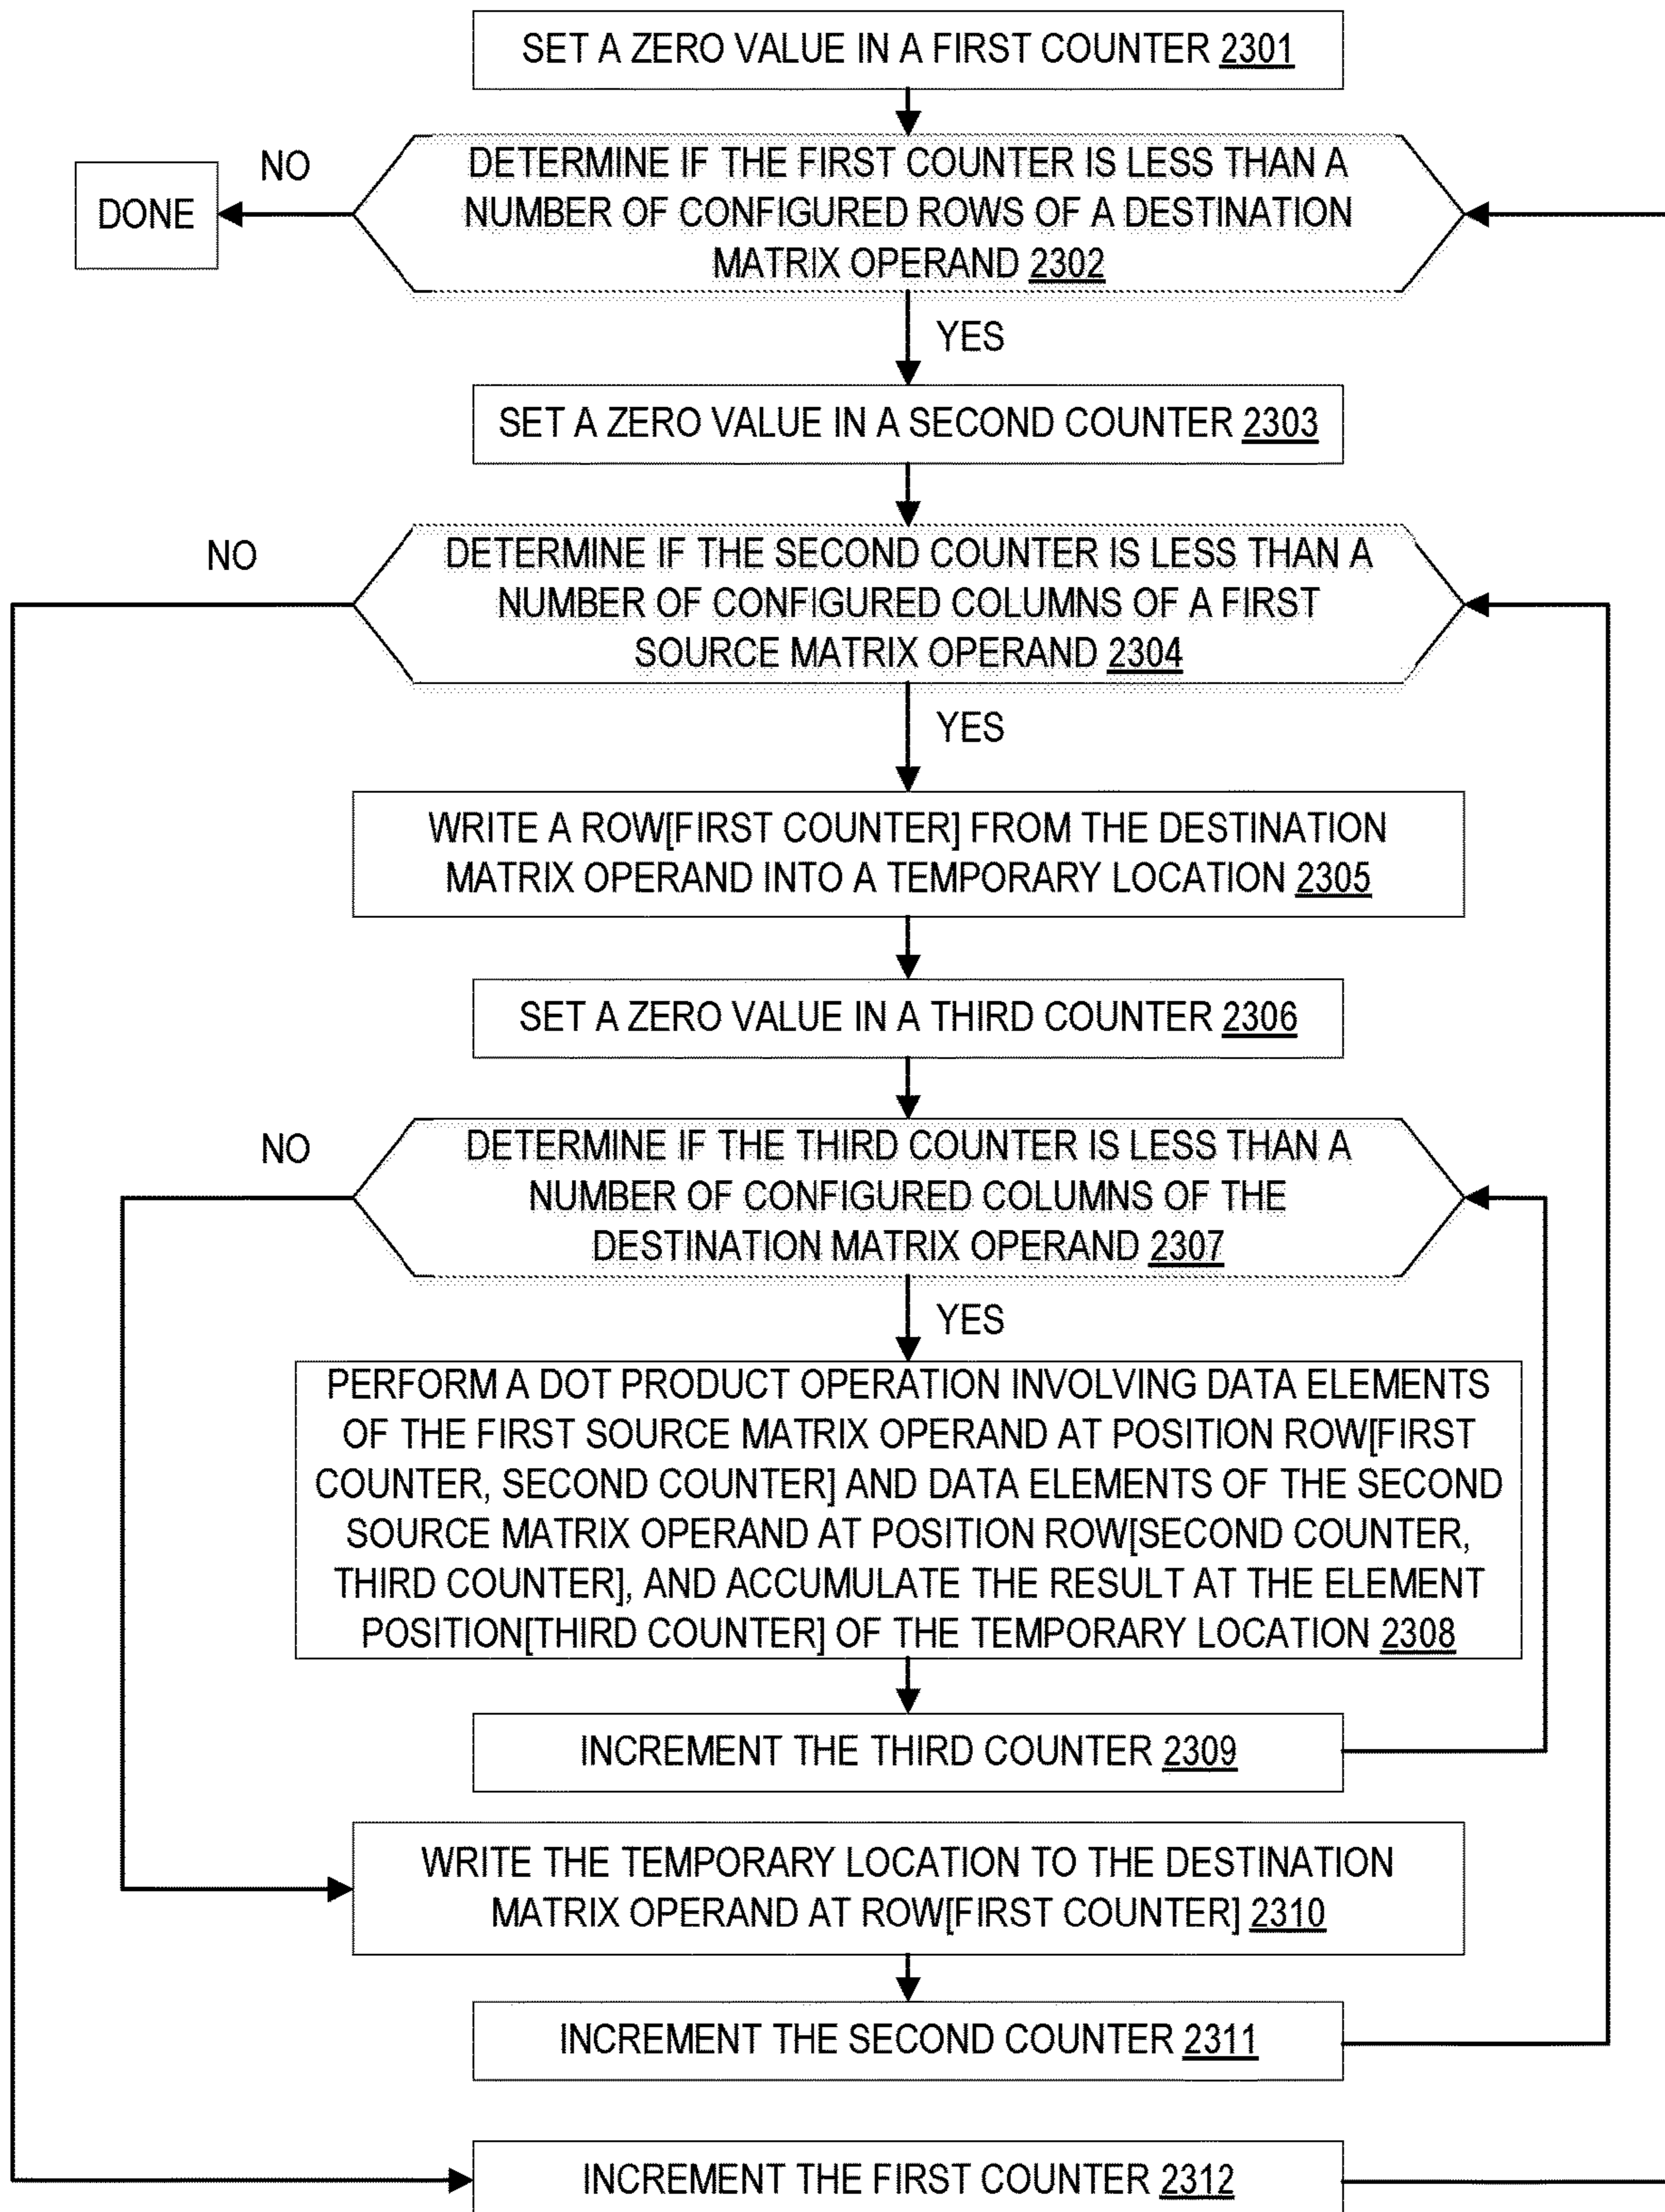 SET A ZERO VALUE IN A FIRST COUNTER 2301
NO
DETERMINE IF THE FIRST COUNTER IS LESS THAN A
DONE
NUMBER OF CONFIGURED ROWS OF A DESTINATION
MATRIX OPERAND 2302
YES
SET A ZERO VALUE IN A SECOND COUNTER 2303
NO
DETERMINE IF THE SECOND COUNTER IS LESS THAN A
NUMBER OF CONFIGURED COLUMNS OF A FIRST
SOURCE MATRIX OPERAND 2304
YES
WRITE A ROW[FIRST COUNTER] FROM THE DESTINATION
MATRIX OPERAND INTO A TEMPORARY LOCATION 2305
SET A ZERO VALUE IN A THIRD COUNTER 2306
NO
DETERMINE IF THE THIRD COUNTER IS LESS THAN A
NUMBER OF CONFIGURED COLUMNS OF THE
DESTINATION MATRIX OPERAND 2307
YES
PERFORM A DOT PRODUCT OPERATION INVOLVING DATA ELEMENTS
OF THE FIRST SOURCE MATRIX OPERAND AT POSITION ROW[FIRST
COUNTER, SECOND COUNTER] AND DATA ELEMENTS OF THE SECOND
SOURCE MATRIX OPERAND AT POSITION ROW[SECOND COUNTER,
THIRD COUNTER], AND ACCUMULATE THE RESULT AT THE ELEMENT
POSITION[THIRD COUNTER] OF THE TEMPORARY LOCATION 2308
INCREMENT THE THIRD COUNTER 2309
WRITE THE TEMPORARY LOCATION TO THE DESTINATION
MATRIX OPERAND AT ROW[FIRST COUNTER] 2310
INCREMENT THE SECOND COUNTER 2311
INCREMENT THE FIRST COUNTER 2312